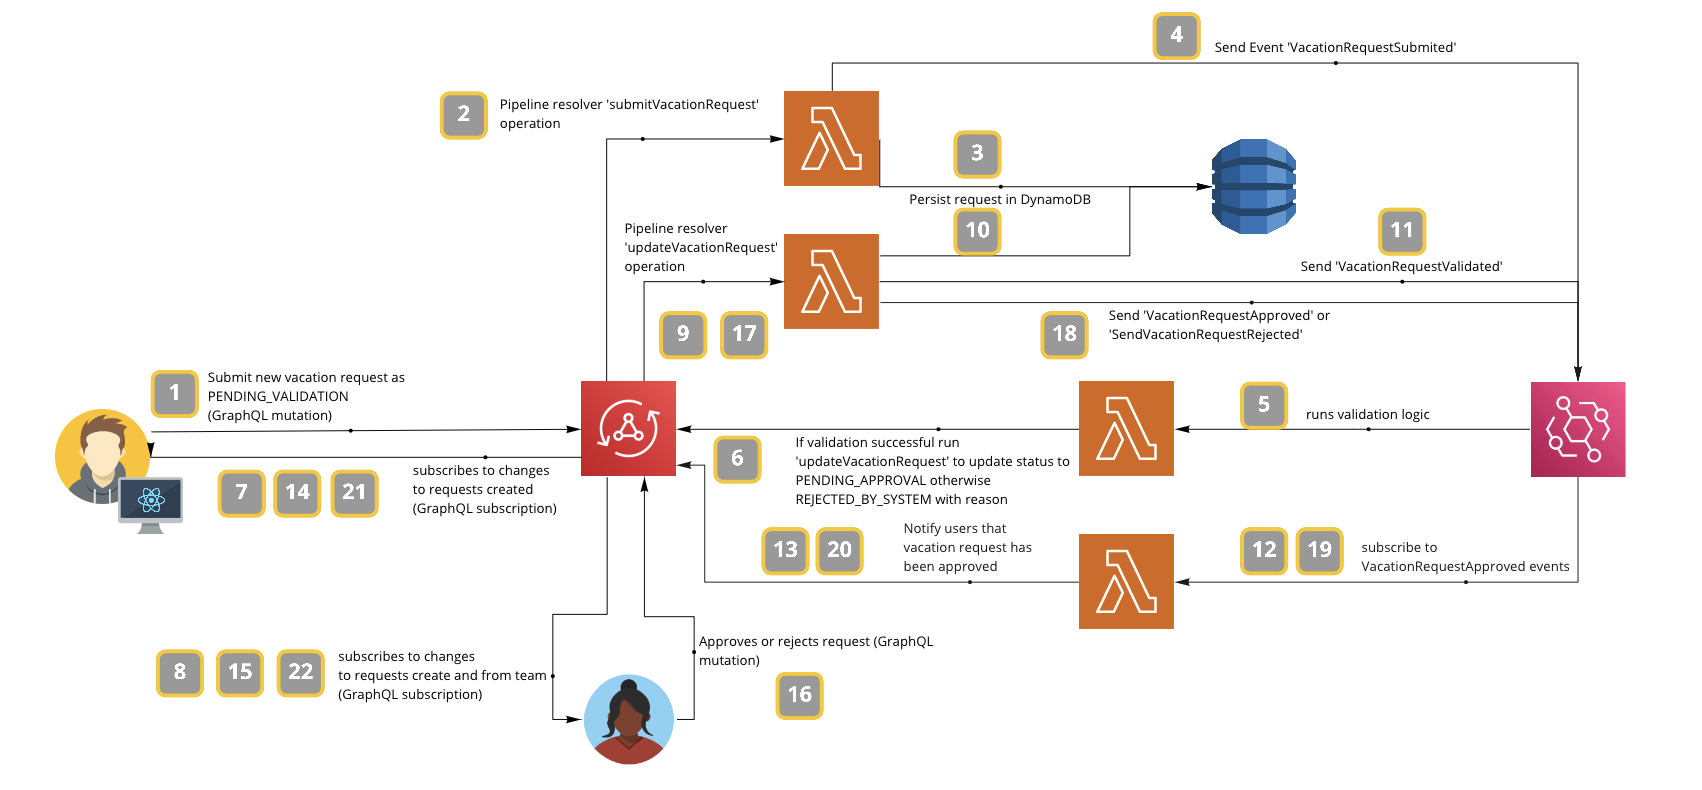 4
Send Event 'VacationRequestSubmited'
2
Pipeline resolver 'submitVacationRequest'
operation
3
Persist request in DynamoDB
10
Pipeline resolver
'updateVacationRequest'
operation
11
Send 'VacationRequestValidated'
9
17
18
Send 'VacationRequestApproved' or
'SendVacationRequestRejected'
1
Submit new vacation request as
PENDING_VALIDATION
(GraphQL mutation)
5
runs validation logic
6
If validation successful run
'updateVacationRequest' to update status to
PENDING_APPROVAL otherwise
REJECTED_BY_SYSTEM with reason
7
14
21
subscribes to changes
to requests created
(GraphQL subscription)
13
20
Notify users that
vacation request has
been approved
12
19
subscribe to
VacationRequestApproved events
8
15
22
subscribes to changes
to requests create and from team
(GraphQL subscription)
Approves or rejects request (GraphQL
mutation)
16